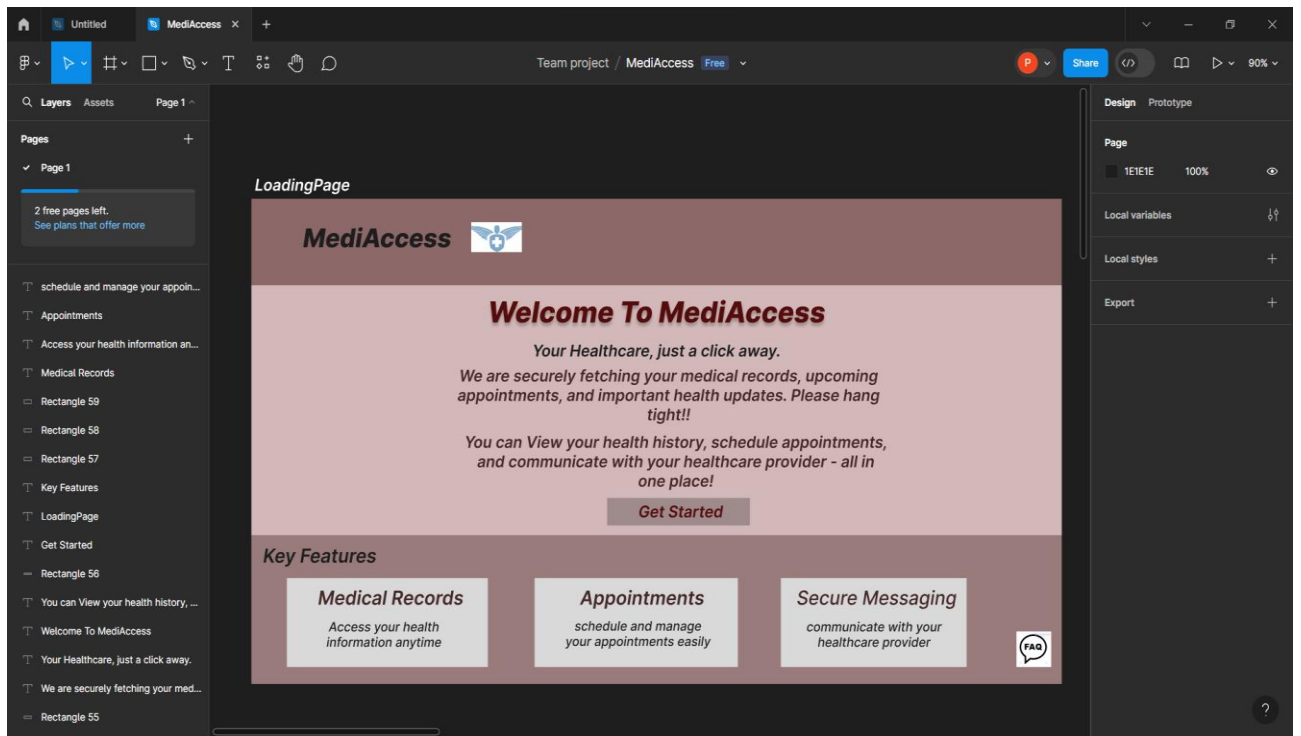 Untitled
MediAccess
Team project / MediAccess Free
P
Share
90%
Layers Assets Page 1
Pages
Page 1
2 free pages left.
See plans that offer more
schedule and manage your appoin...
Appointments
Access your health information an...
Medical Records
Rectangle 59
Rectangle 58
Rectangle 57
Key Features
LoadingPage
Get Started
Rectangle 56
You can View your health history, ...
Welcome To MediAccess
Your Healthcare, just a click away.
We are securely fetching your med...
Rectangle 55
LoadingPage
MediAccess
Welcome To MediAccess
Your Healthcare, just a click away.
We are securely fetching your medical records, upcoming
appointments, and important health updates. Please hang
tight!!
You can View your health history, schedule appointments,
and communicate with your healthcare provider - all in
one place!
Get Started
Key Features
Medical Records
Access your health
information anytime
Appointments
schedule and manage
your appointments easily
Secure Messaging
communicate with your
healthcare provider
FAQ
Design Prototype
Page
1E1E1E 100%
Local variables
Local styles
Export
?